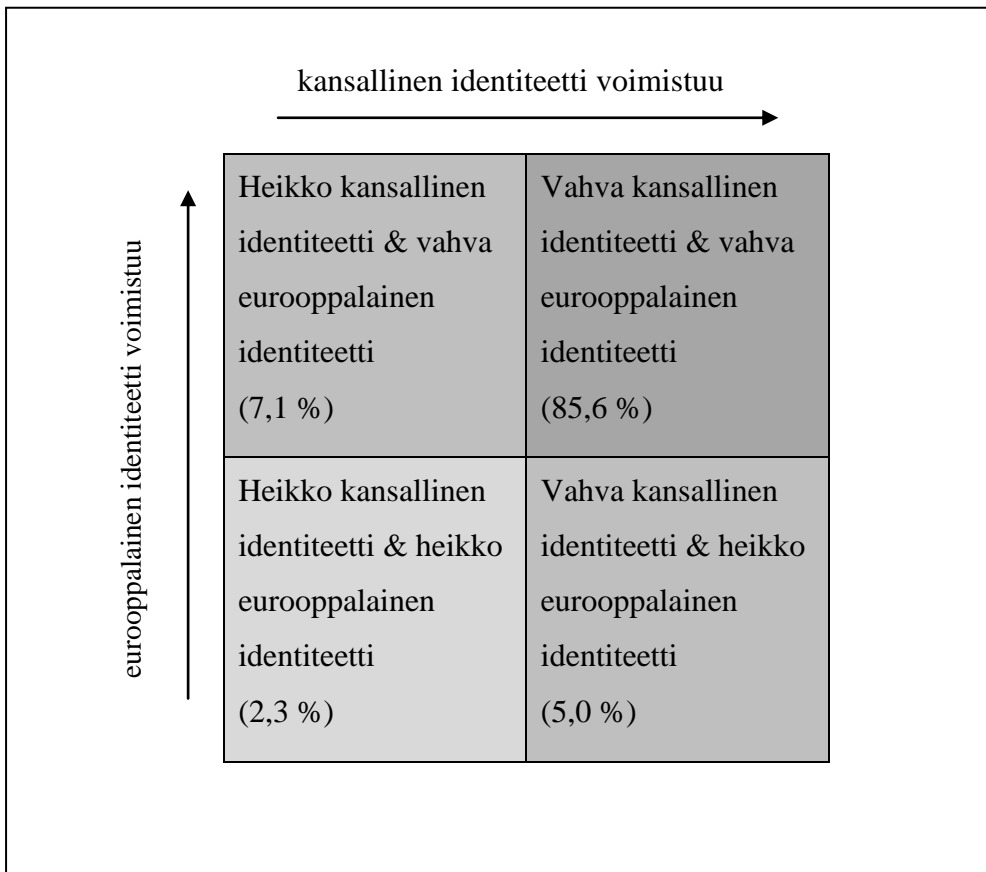 kansallinen identiteetti voimistuu
eurooppalainen identiteetti voimistuu
Heikko kansallinen
identiteetti & vahva
eurooppalainen
identiteetti
(7,1 %)
Vahva kansallinen
identiteetti & vahva
eurooppalainen
identiteetti
(85,6 %)
Heikko kansallinen
identiteetti & heikko
eurooppalainen
identiteetti
(2,3 %)
Vahva kansallinen
identiteetti & heikko
eurooppalainen
identiteetti
(5,0 %)